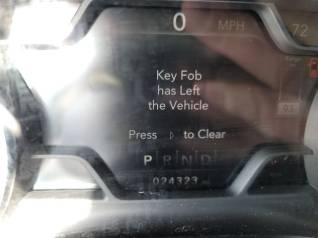 0 MPH 72
Key Fob
has Left
the Vehicle
Press ▷ to Clear
P R N D
024323